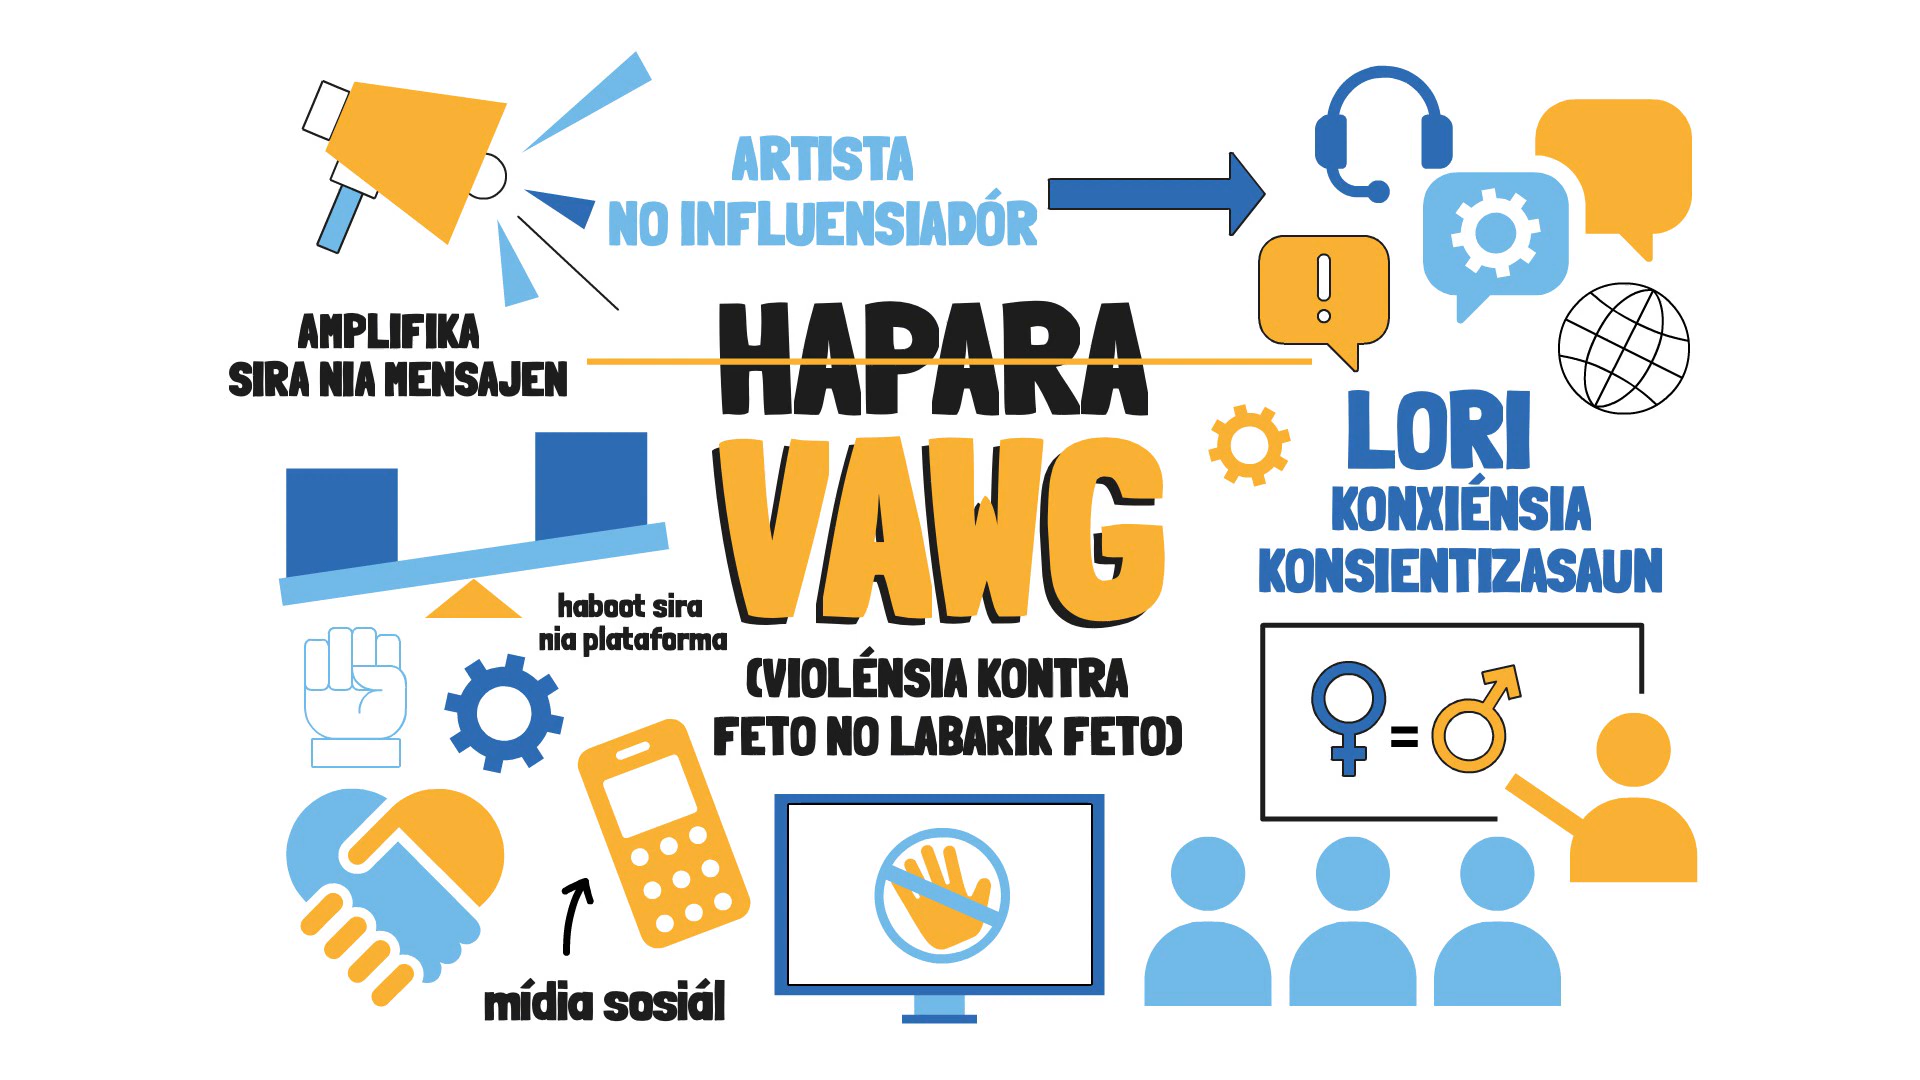 ARTISTA
NO INFLUENSIADÓR
AMPLIFIKA
SIRA NIA MENSAJEN
HAPARA
VAWG
(VIOLÉNSIA KONTRA
FETO NO LABARIK FETO)
LORI
KONXIÉNSIA
KONSIENTIZASAUN
haboot sira
nia plataforma
=
mídia sosiál